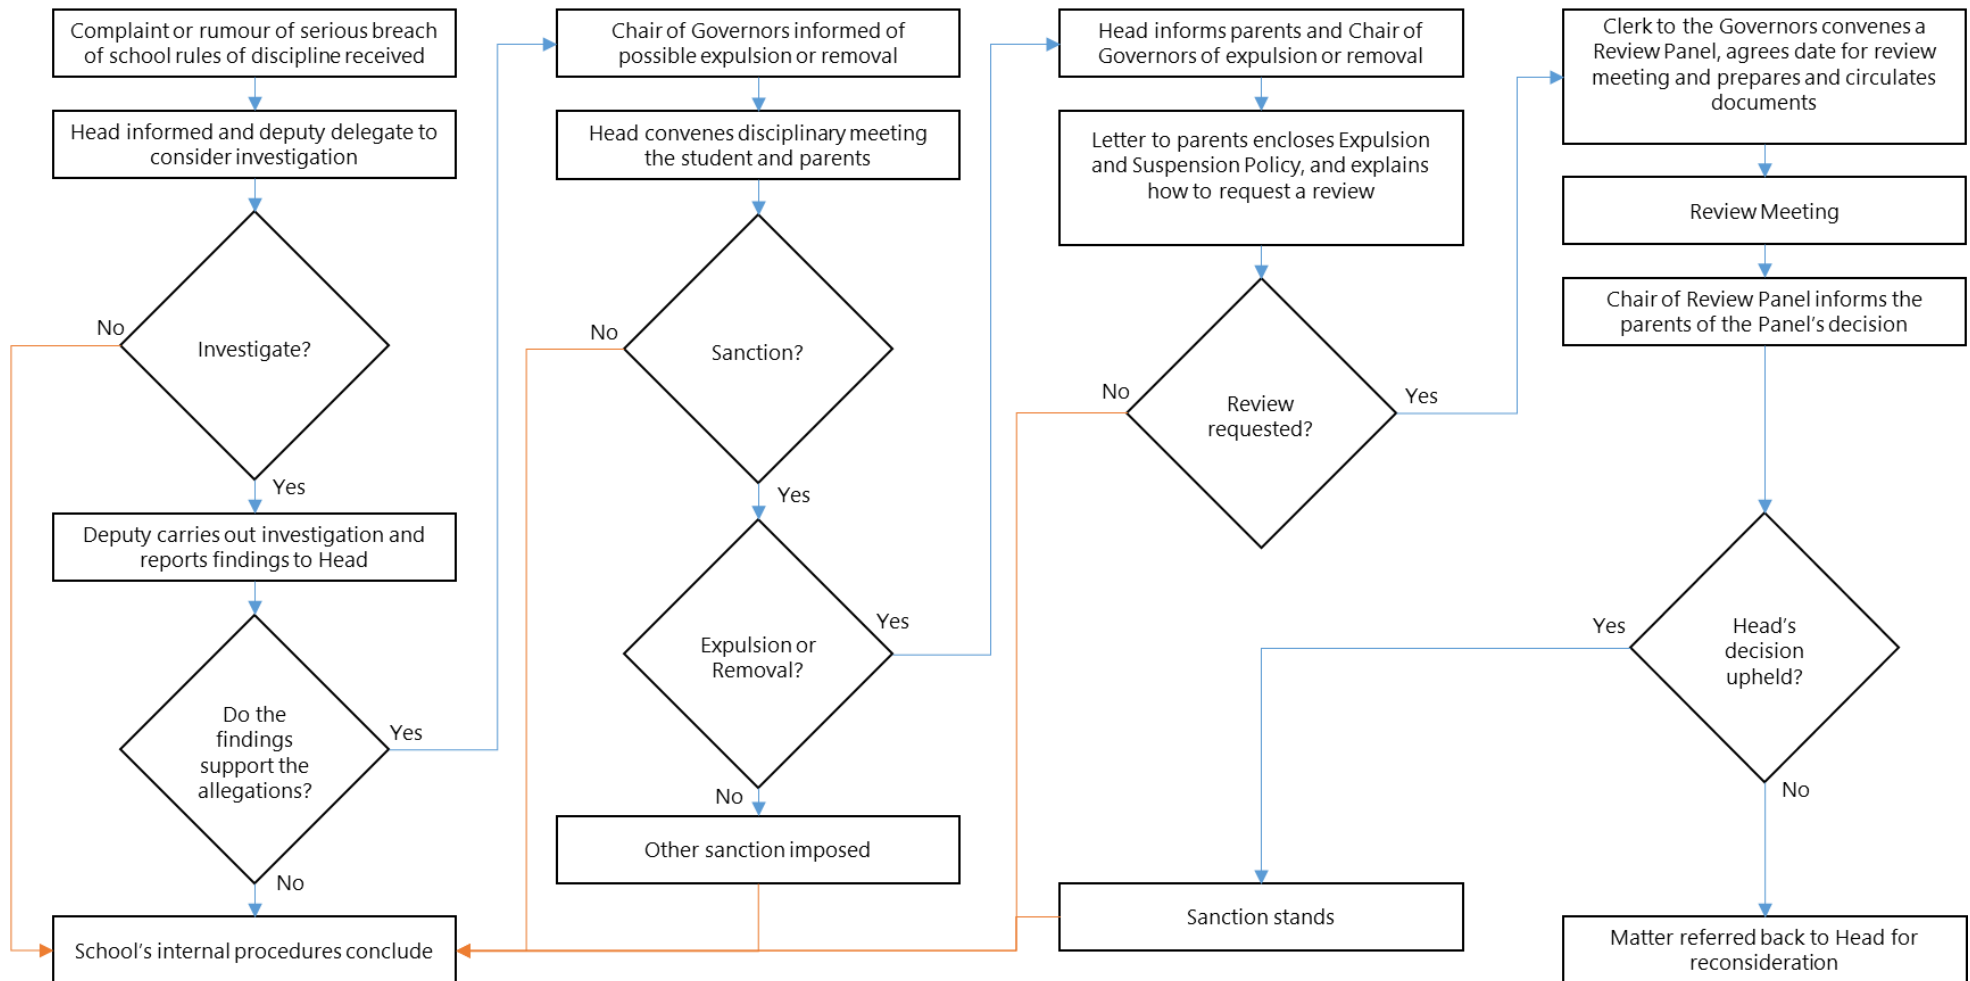 Complaint or rumour of serious breach
of school rules of discipline received
Head informed and deputy delegate to
consider investigation
No
Investigate?
Yes
Deputy carries out investigation and
reports findings to Head
Do the
findings
support the
allegations?
Yes
No
School's internal procedures conclude
Chair of Governors informed of
possible expulsion or removal
Head convenes disciplinary meeting
the student and parents
No
Sanction?
Yes
Expulsion or
Removal?
Yes
No
Other sanction imposed
Head informs parents and Chair of
Governors of expulsion or removal
Letter to parents encloses Expulsion
and Suspension Policy, and explains
how to request a review
No
Review
requested?
Yes
Sanction stands
Clerk to the Governors convenes a
Review Panel, agrees date for review
meeting and prepares and circulates
documents
Review Meeting
Chair of Review Panel informs the
parents of the Panel's decision
Yes
Head's
decision
upheld?
No
Matter referred back to Head for
reconsideration